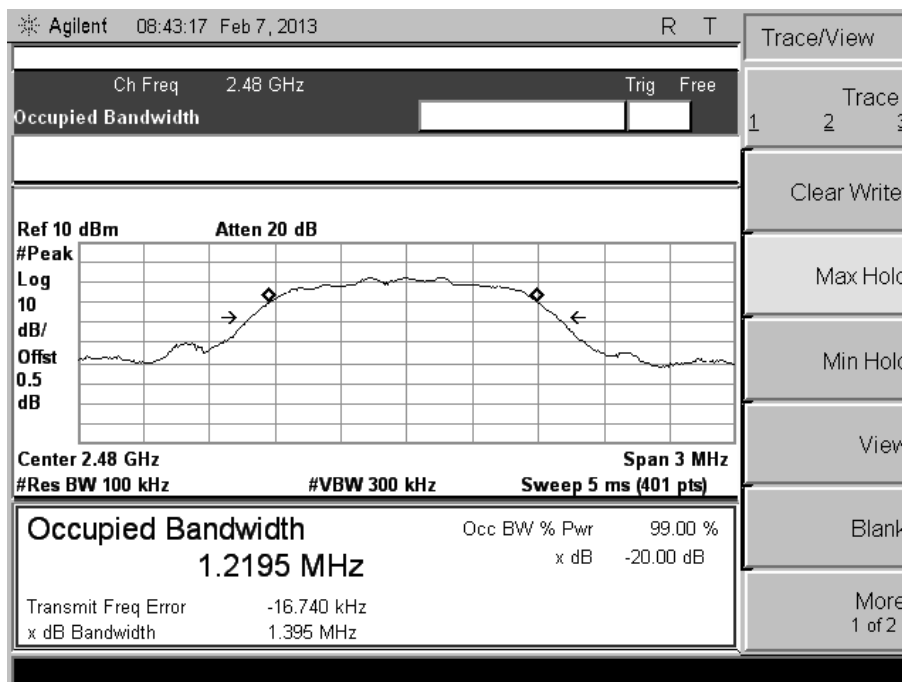 Agilent 08:43:17 Feb 7, 2013 R T
Trace/View
Ch Freq 2.48 GHz Trig Free
Occupied Bandwidth
Trace
1 2 3
Clear Write
Max Hold
Min Hold
View
Blank
More
1 of 2
Ref 10 dBm Atten 20 dB
#Peak
Log
10
dB/
Offst
0.5
dB
Center 2.48 GHz Span 3 MHz
#Res BW 100 kHz #VBW 300 kHz Sweep 5 ms (401 pts)
Occupied Bandwidth Occ BW % Pwr 99.00 %
1.2195 MHz x dB -20.00 dB
Transmit Freq Error -16.740 kHz
x dB Bandwidth 1.395 MHz